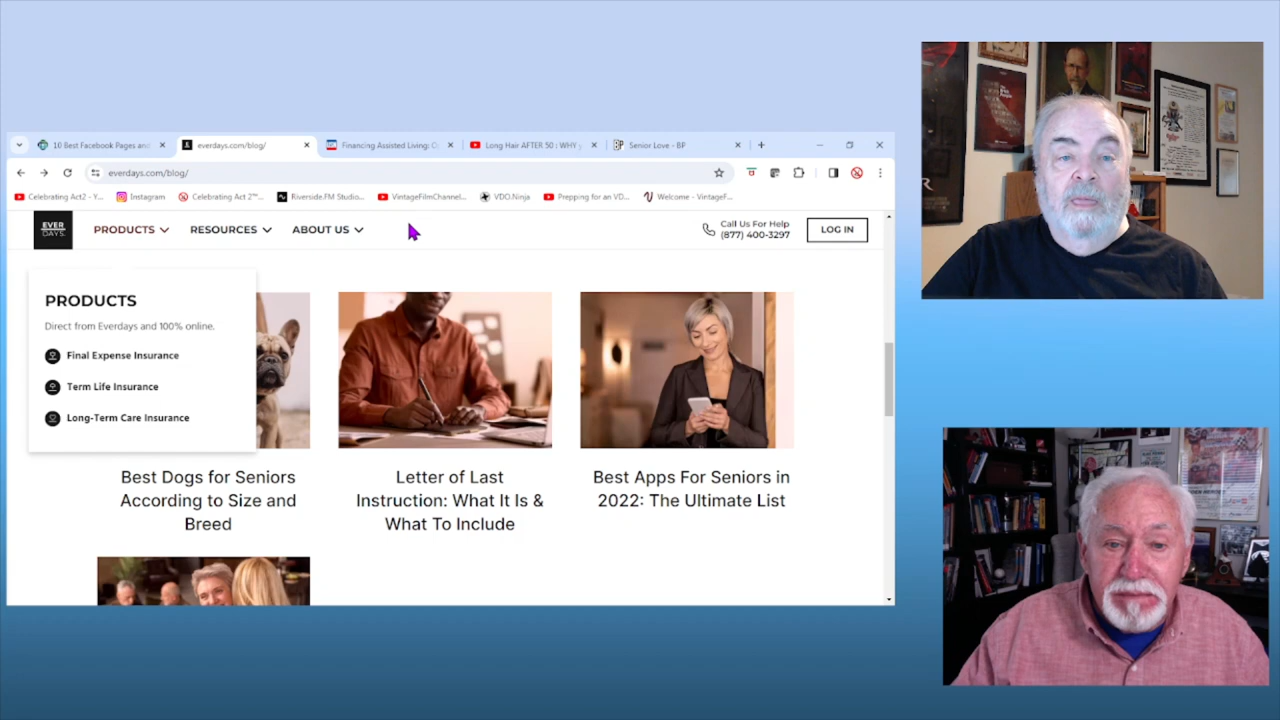 10 Best Facebook Pages and
everdays.com/blog/
Financing Assisted Living: O
Long Hair AFTER 50 : WHY
Senior Love - BP
everdays.com/blog/
Celebrating Act2 - Y...
Instagram
Celebrating Act 2™...
Riverside.FM Studio...
VintageFilmChannel...
VDO.Ninja
Prepping for an VD...
Welcome - VintageF...
EVER
DAYS.
PRODUCTS
RESOURCES
ABOUT US
Call Us For Help
(877) 400-3297
LOG IN
PRODUCTS
Direct from Everdays and 100% online.
Final Expense Insurance
Term Life Insurance
Long-Term Care Insurance
Best Dogs for Seniors
According to Size and
Breed
Letter of Last
Instruction: What It Is &
What To Include
Best Apps For Seniors in
2022: The Ultimate List